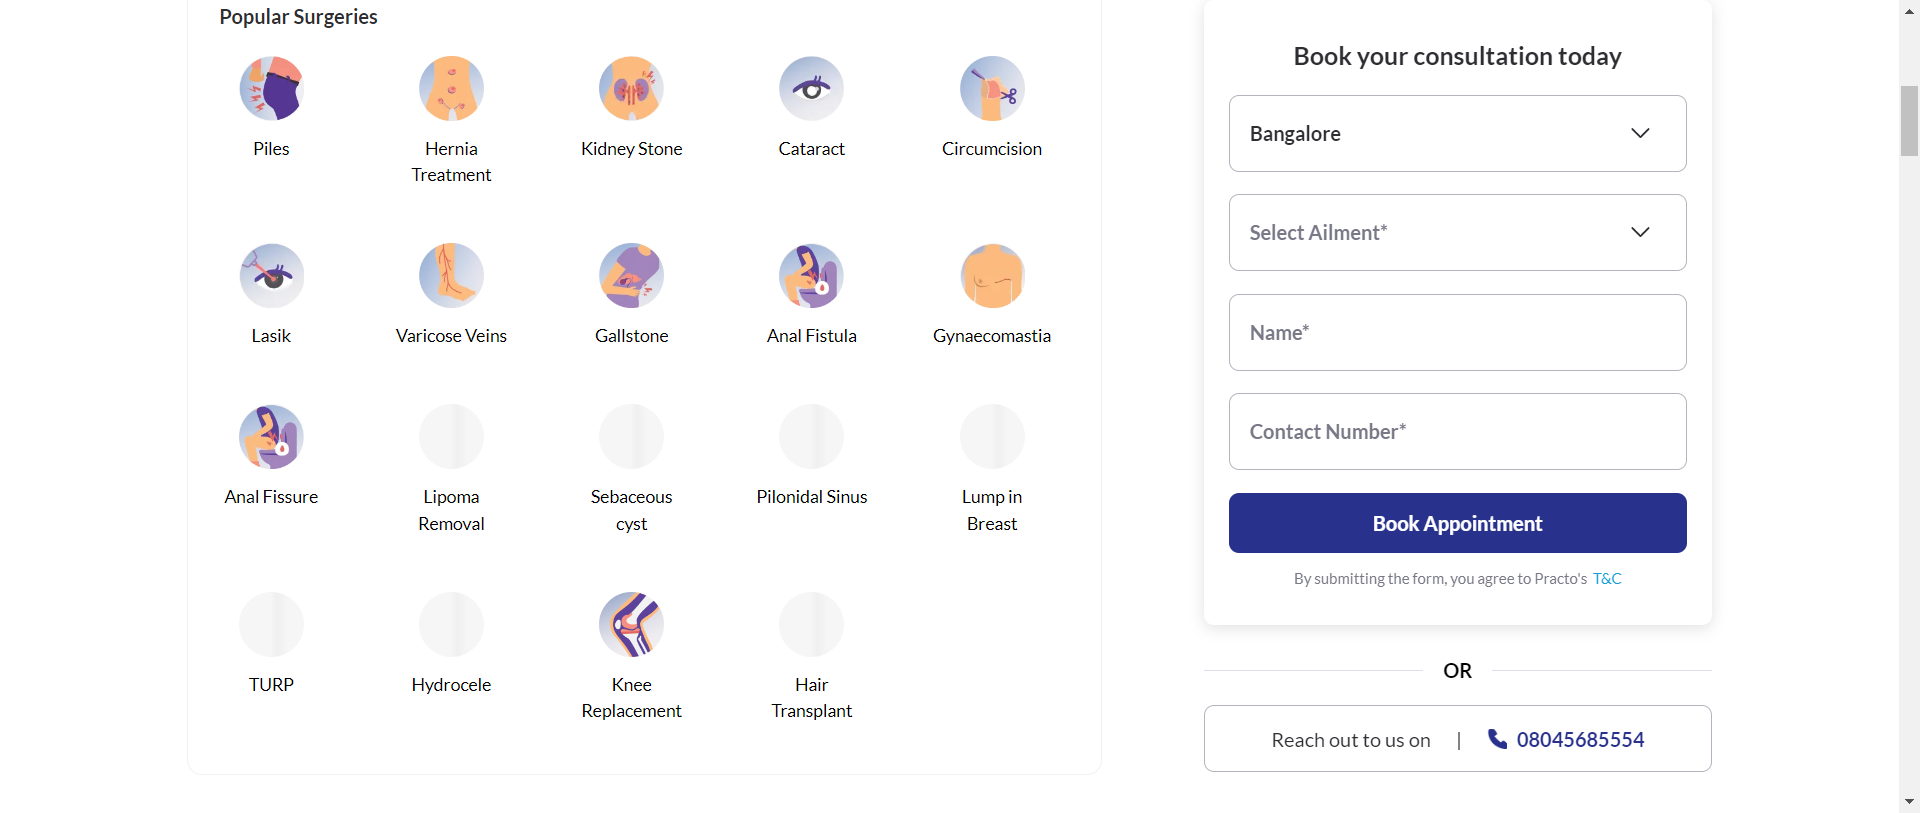 Popular Surgeries
Piles
Hernia
Treatment
Kidney Stone
Cataract
Circumcision
Lasik
Varicose Veins
Gallstone
Anal Fistula
Gynaecomastia
Anal Fissure
Lipoma
Removal
Sebaceous
cyst
Pilonidal Sinus
Lump in
Breast
TURP
Hydrocele
Knee
Replacement
Hair
Transplant
Book your consultation today
Bangalore
Select Ailment*
Name*
Contact Number*
Book Appointment
By submitting the form, you agree to Practo's T&C
OR
Reach out to us on | 08045685554